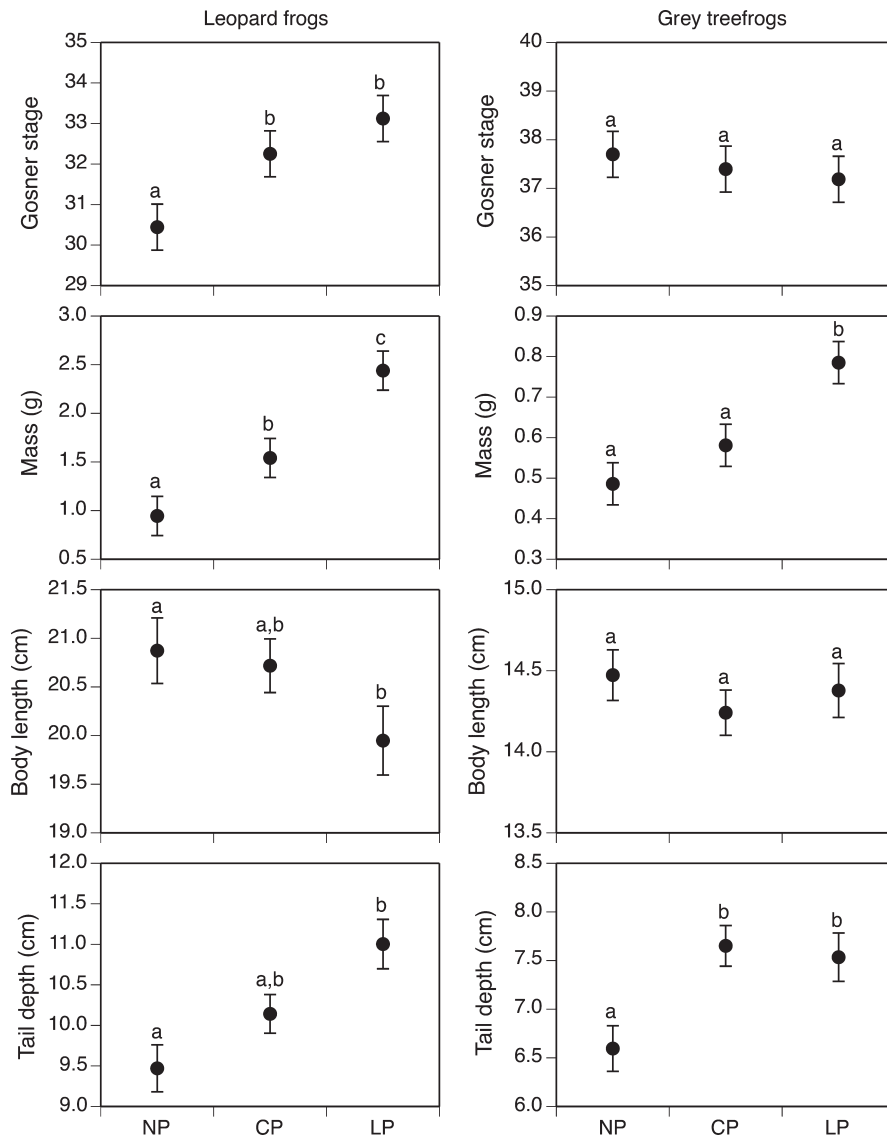 Leopard frogs
Grey treefrogs
Gosner stage
35
34
33
32
31
30
29
a
b
b
Gosner stage
40
39
38
37
36
35
a
a
a
Mass (g)
3.0
2.5
2.0
1.5
1.0
0.5
a
b
c
Mass (g)
0.9
0.8
0.7
0.6
0.5
0.4
0.3
a
a
b
Body length (cm)
21.5
21.0
20.5
20.0
19.5
19.0
a
a,b
b
Body length (cm)
15.0
14.5
14.0
13.5
a
a
a
Tail depth (cm)
12.0
11.5
11.0
10.5
10.0
9.5
9.0
a
a,b
b
Tail depth (cm)
8.5
8.0
7.5
7.0
6.5
6.0
a
b
b
NP CP LP
NP CP LP